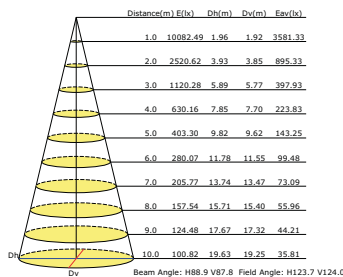 Distance(m) E(lx) Dh(m) Dv(m) Eav(lx)
1.0 10082.49 1.96 1.92 3581.33
2.0 2520.62 3.93 3.85 895.33
3.0 1120.28 5.89 5.77 397.93
4.0 630.16 7.85 7.70 223.83
5.0 403.30 9.82 9.62 143.25
6.0 280.07 11.78 11.55 99.48
7.0 205.77 13.74 13.47 73.09
8.0 157.54 15.71 15.40 55.96
9.0 124.48 17.67 17.32 44.21
Dh 10.0 100.82 19.63 19.25 35.81
Dv
Beam Angle: H88.9 V87.8 Field Angle: H123.7 V124.0